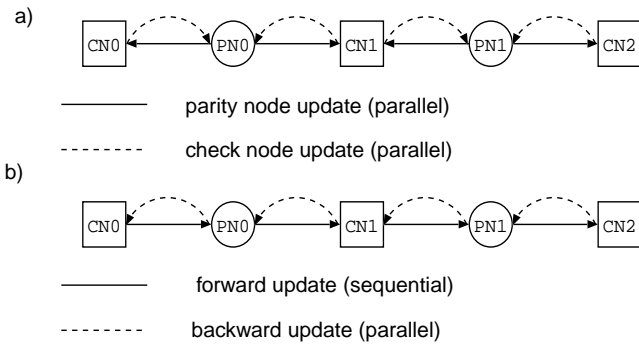 a)
CN0 PN0 CN1 PN1 CN2
parity node update (parallel)
check node update (parallel)
b)
CN0 PN0 CN1 PN1 CN2
forward update (sequential)
backward update (parallel)